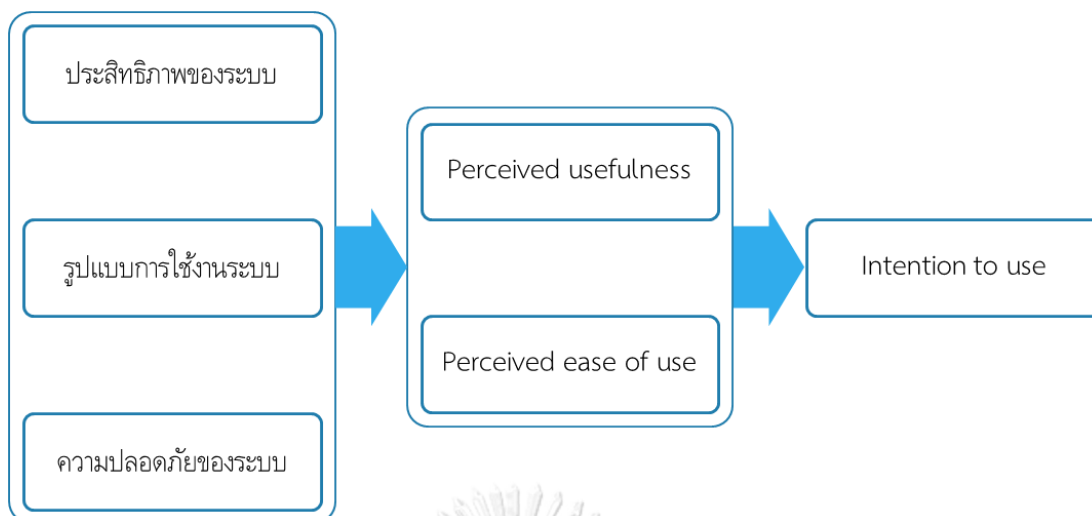 ประสิทธิภาพของระบบ
รูปแบบการใช้งานระบบ
ความปลอดภัยของระบบ
Perceived usefulness
Perceived ease of use
Intention to use